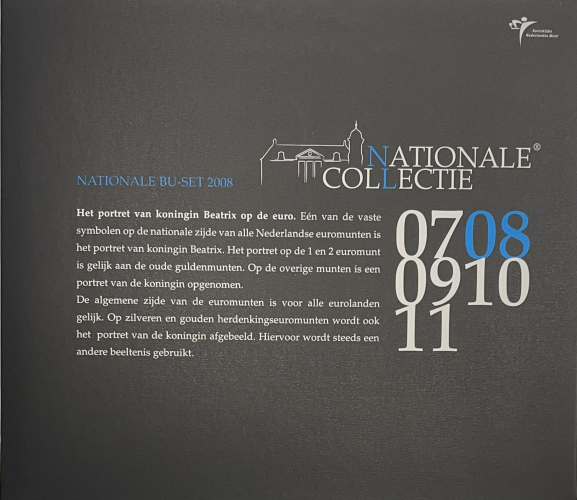 Koninklijke
Nederlandse Munt
NATIONALE®
COLLECTIE
NATIONALE BU-SET 2008
Het portret van koningin Beatrix op de euro. Eén van de vaste
symbolen op de nationale zijde van alle Nederlandse euromunten is
het portret van koningin Beatrix. Het portret op de 1 en 2 euromunt
is gelijk aan de oude guldenmunten. Op de overige munten is een
portret van de koningin opgenomen.
De algemene zijde van de euromunten is voor alle eurolanden
gelijk. Op zilveren en gouden herdenkingseuromunten wordt ook
het portret van de koningin afgebeeld. Hiervoor wordt steeds een
andere beeltenis gebruikt.
0708
0910
11